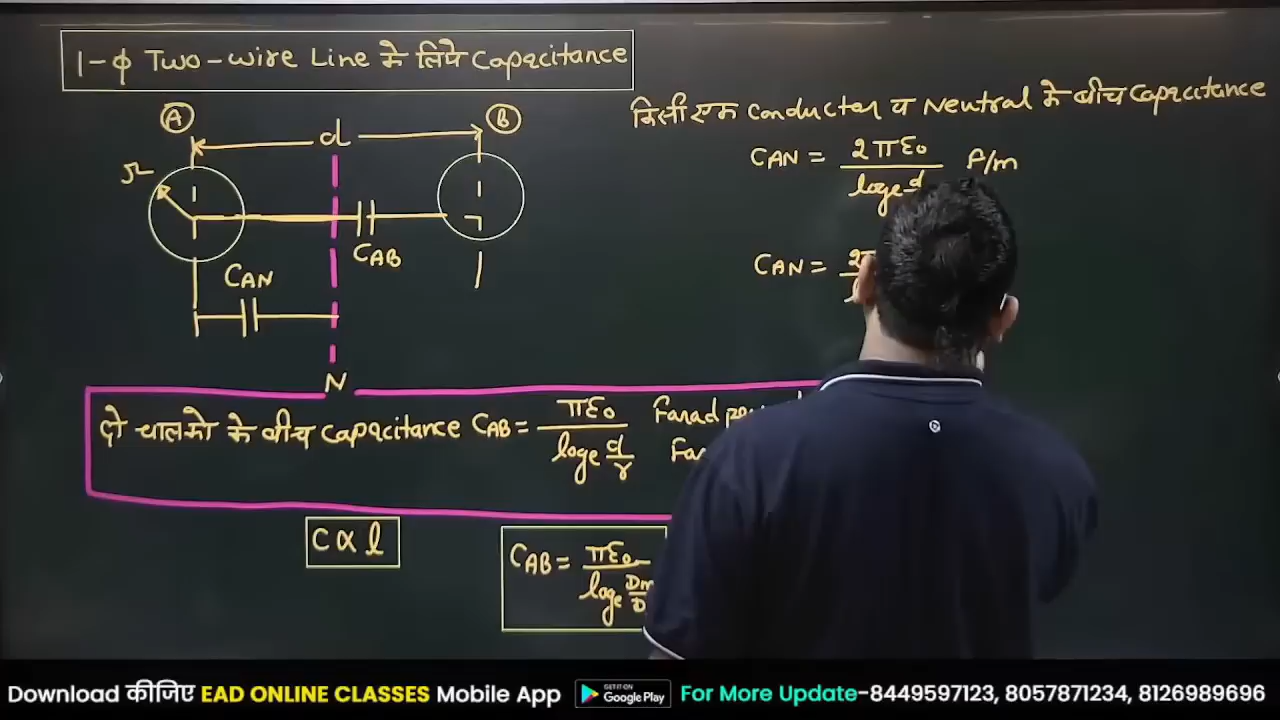 1-φ Two-wire Line के लिये Capacitance
A
B
d
r
CAB
CAN
N
किसी एक Conductor व Neutral के बीच Capacitance
CAN = 2πε₀ / loge d F/m
CAN =
दो चालको के बीच Capacitance CAB = πε₀ / loge d/r Farad
C ∝ l
CAB = πε₀ / loge
Download कीजिए EAD ONLINE CLASSES Mobile App GET IT ON Google Play For More Update-8449597123, 8057871234, 8126989696